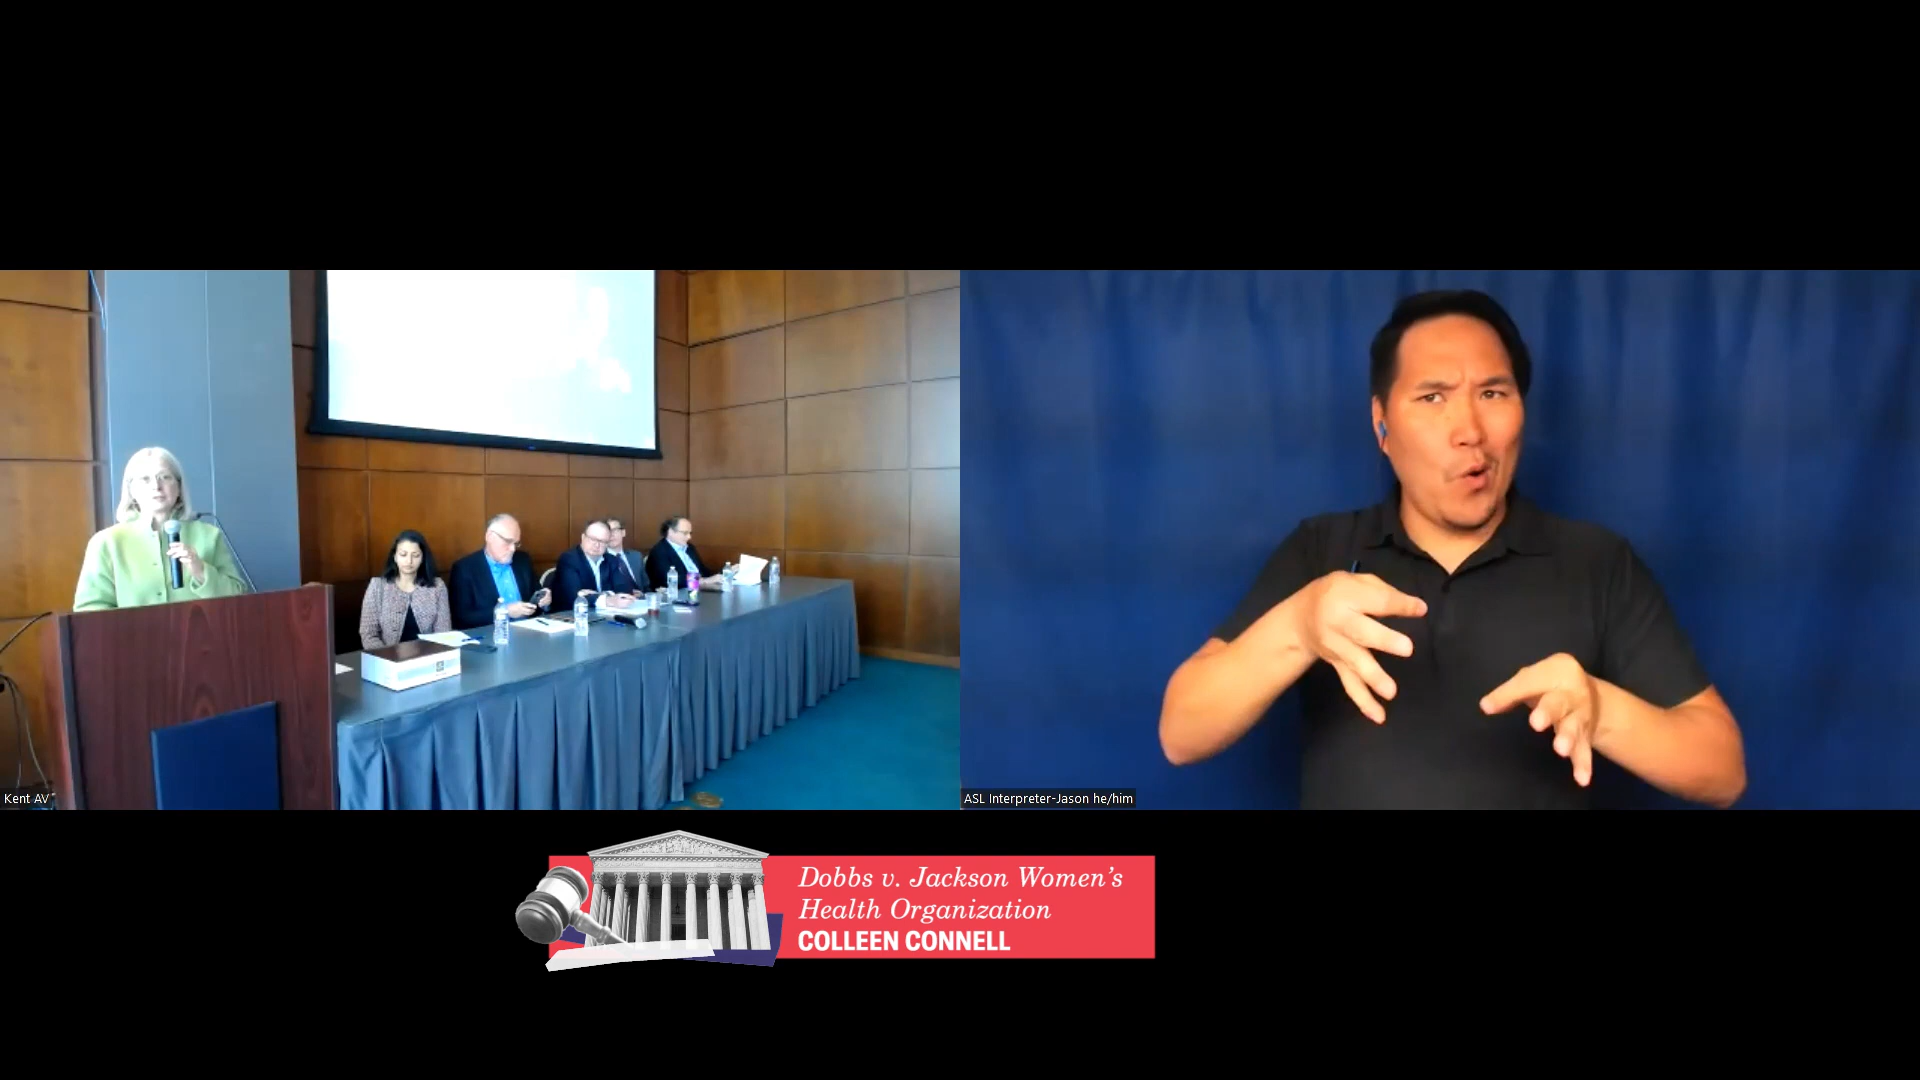 Kent AV
ASL Interpreter-Jason he/him
Dobbs v. Jackson Women's
Health Organization
COLLEEN CONNELL